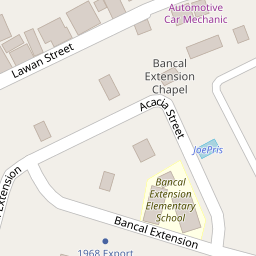 Automotive
Car Mechanic
Lawan Street
Bancal
Extension
Chapel
Acacia Street
JoePris
Extension
Bancal
Extension
Elementary
School
Bancal Extension
1968 Export